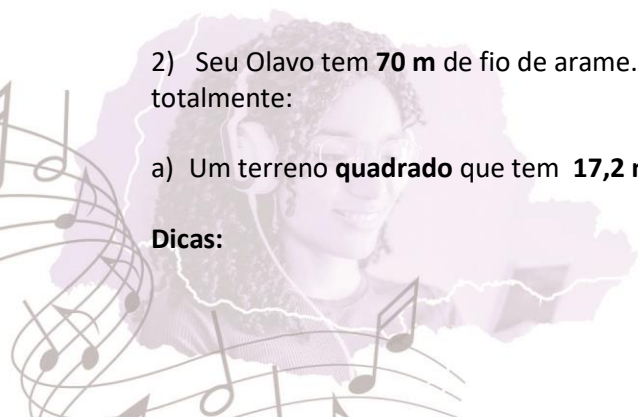 2) Seu Olavo tem 70 m de fio de arame.
totalmente:
a) Um terreno quadrado que tem 17,2
Dicas: